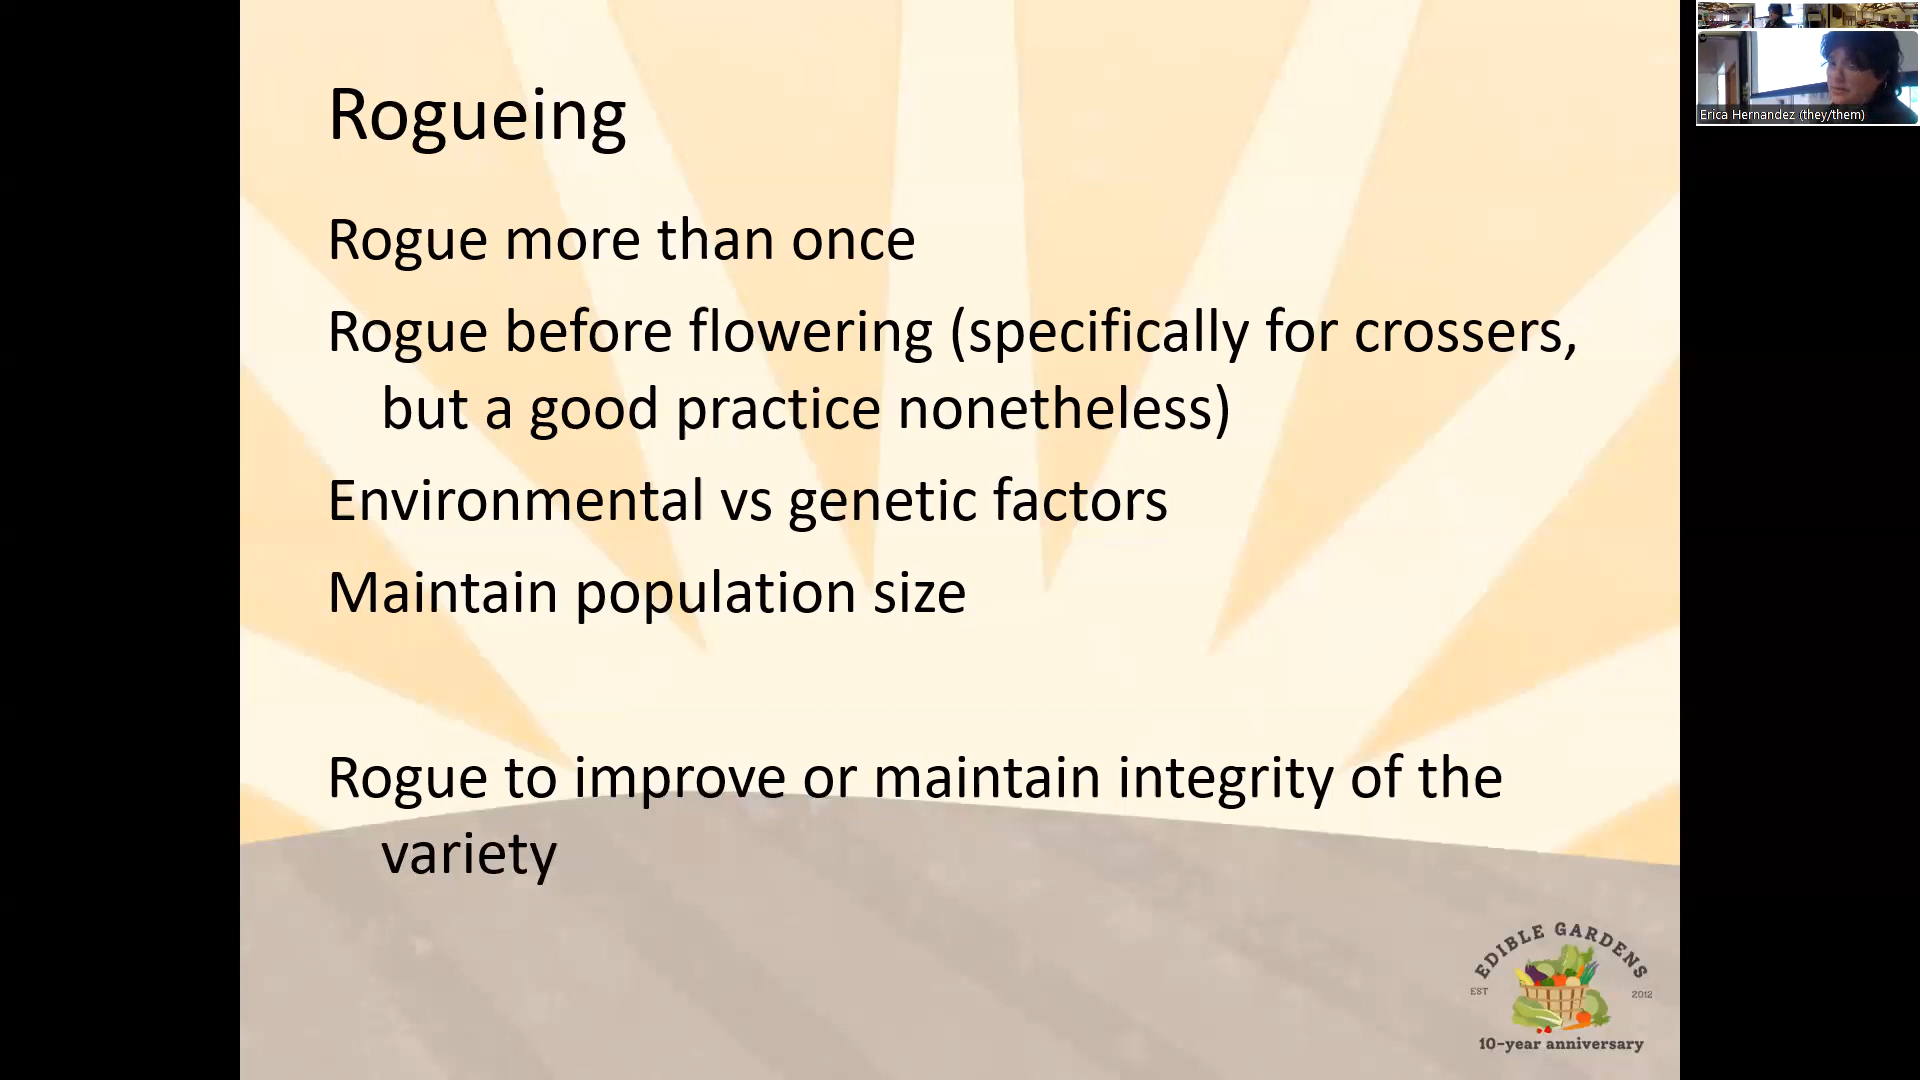 Rogueing
Rogue more than once
Rogue before flowering (specifically for crossers,
but a good practice nonetheless)
Environmental vs genetic factors
Maintain population size
Rogue to improve or maintain integrity of the
variety
Erica Hernandez (they/them)
EDIBLE GARDENS
EST 2012
10-year anniversary